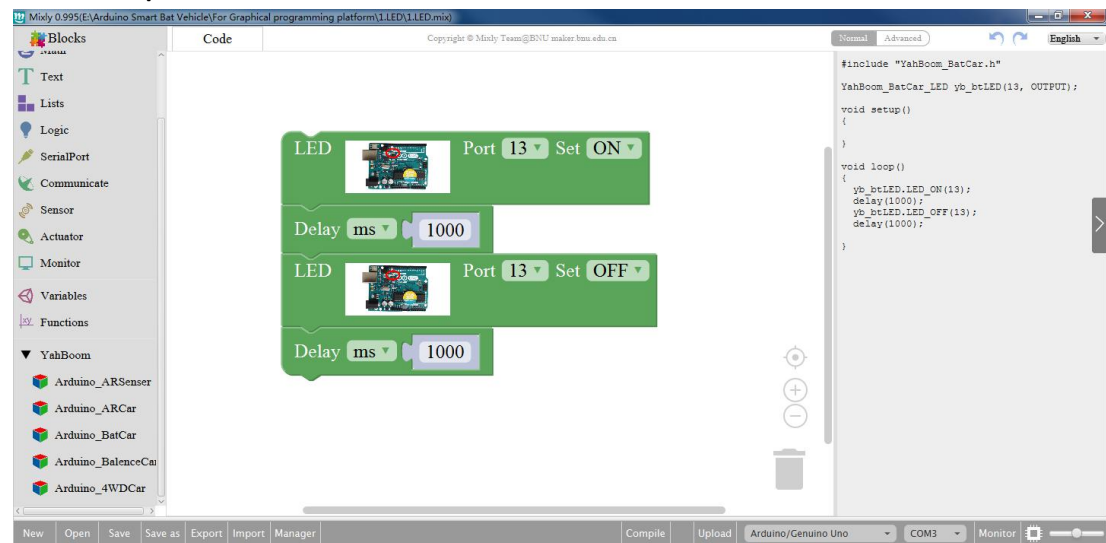 Mixly 0.995(E:\Arduino Smart Bat Vehicle\For Graphical programming platform\1.LED\1.LED.mix)
Blocks
Code
Copyright © Mixly Team@BNU maker.bnu.edu.cn
Normal Advanced
English
Math
Text
Lists
Logic
SerialPort
Communicate
Sensor
Actuator
Monitor
Variables
Functions
YahBoom
Arduino_ARSenser
Arduino_ARCar
Arduino_BatCar
Arduino_BalenceCar
Arduino_4WDCar
LED Port 13 Set ON
Delay ms 1000
LED Port 13 Set OFF
Delay ms 1000
#include "YahBoom_BatCar.h"
YahBoom_BatCar_LED yb_btLED(13, OUTPUT);
void setup()
{
}
void loop()
{
yb_btLED.LED_ON(13);
delay(1000);
yb_btLED.LED_OFF(13);
delay(1000);
}
New Open Save Save as Export Import Manager Compile Upload Arduino/Genuino Uno COM3 Monitor